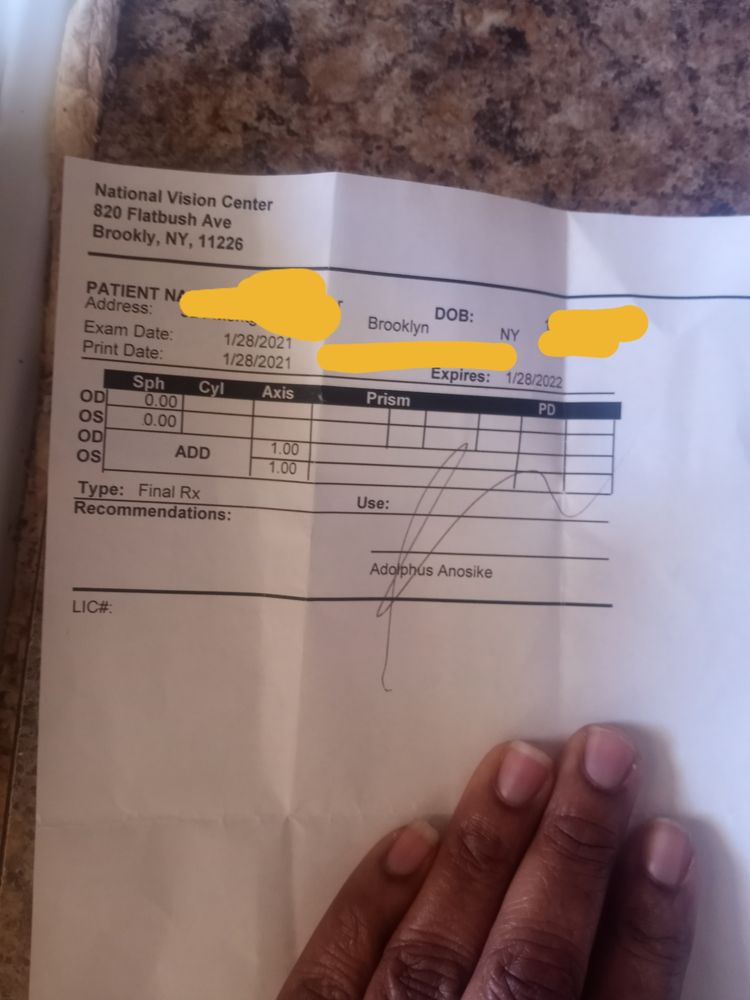 National Vision Center
820 Flatbush Ave
Brookly, NY, 11226
PATIENT DOB:
Address: Brooklyn NY
Exam Date: 1/28/2021
Print Date: 1/28/2021
Expires: 1/28/2022
Sph Cyl Axis Prism PD
OD 0.00
OS 0.00
OD ADD 1.00
OS 1.00
Type: Final Rx Use:
Recommendations:
Adolphus Anosike
LIC#: